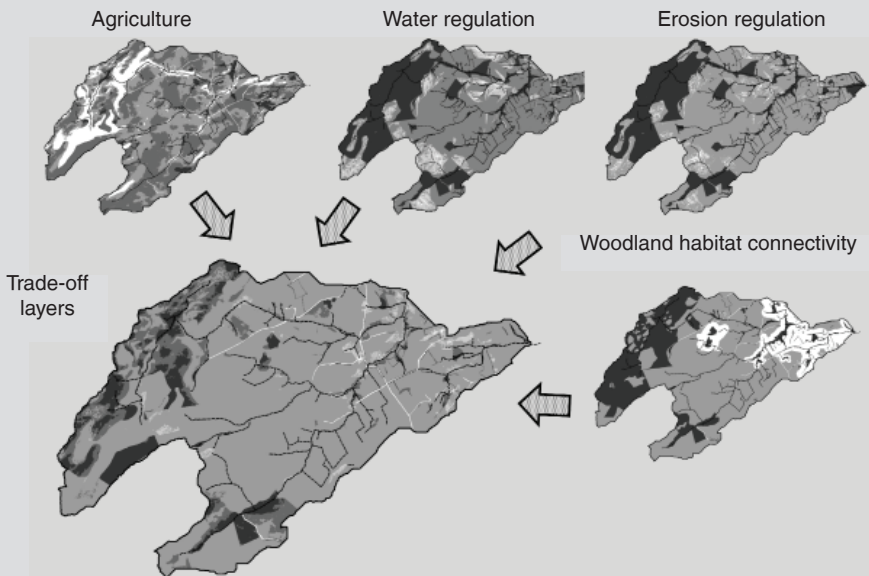 Agriculture
Water regulation
Erosion regulation
Woodland habitat connectivity
Trade-off
layers